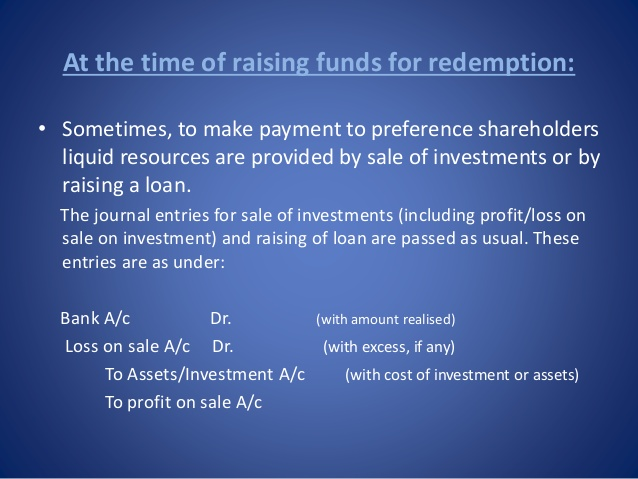 At the time of raising funds for redemption:
• Sometimes, to make payment to preference shareholders
liquid resources are provided by sale of investments or by
raising a loan.
The journal entries for sale of investments (including profit/loss on
sale on investment) and raising of loan are passed as usual. These
entries are as under:
Bank A/c Dr. (with amount realised)
Loss on sale A/c Dr. (with excess, if any)
To Assets/Investment A/c (with cost of investment or assets)
To profit on sale A/c